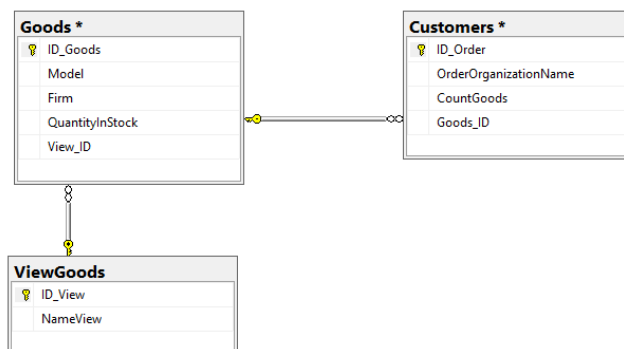 Goods *
ID_Goods
Model
Firm
QuantityInStock
View_ID
Customers *
ID_Order
OrderOrganizationName
CountGoods
Goods_ID
ViewGoods
ID_View
NameView